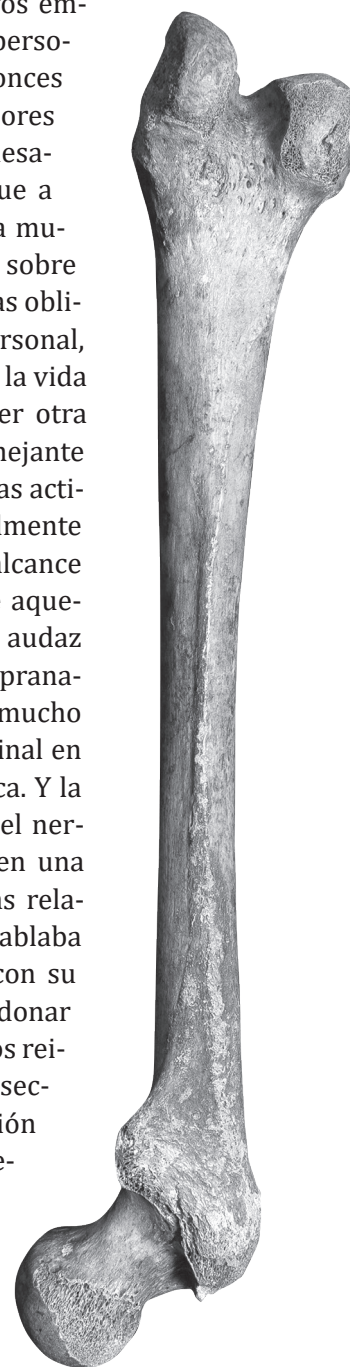 os em-
perso-
onces
ores
esa-
ue a
a mu-
sobre
as obli-
rsonal,
la vida
er otra
nejante
as acti-
lmente
alcance
e aque-
audaz
prana-
mucho
inal en
ca. Y la
el ner-
en una
as rela-
ablaba
con su
donar
os rei-
sec-
ión
e-